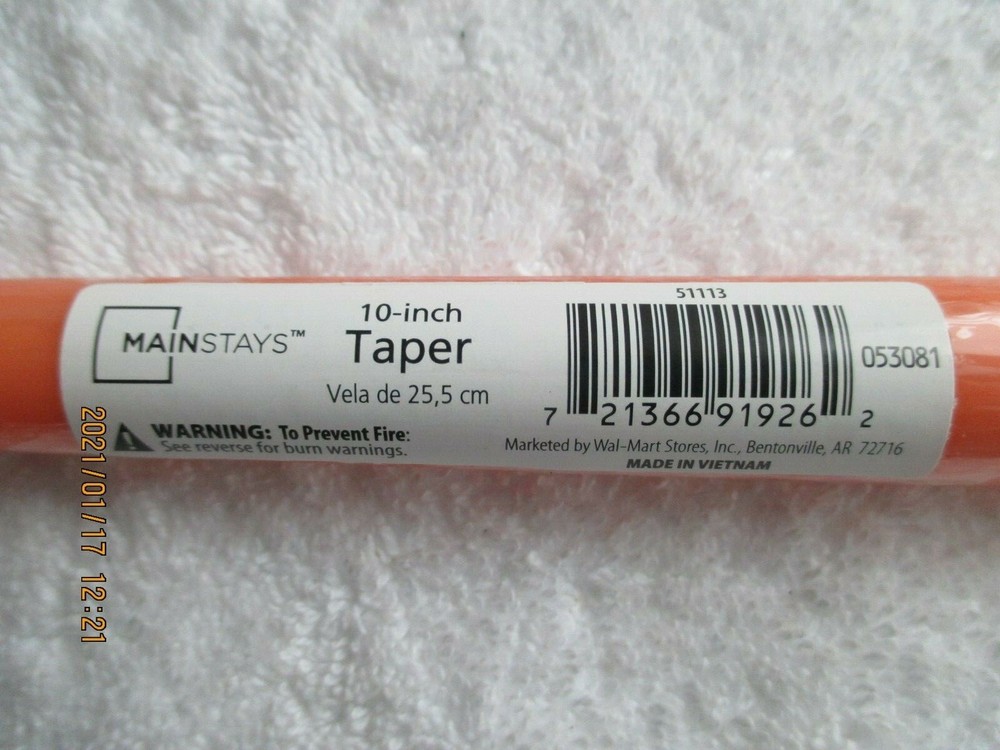 MAINSTAYS™
10-inch
Taper
Vela de 25,5 cm
WARNING: To Prevent Fire:
See reverse for burn warnings.
51113
053081
7 21366 91926 2
Marketed by Wal-Mart Stores, Inc., Bentonville, AR 72716
MADE IN VIETNAM
2021/01/17 12:21